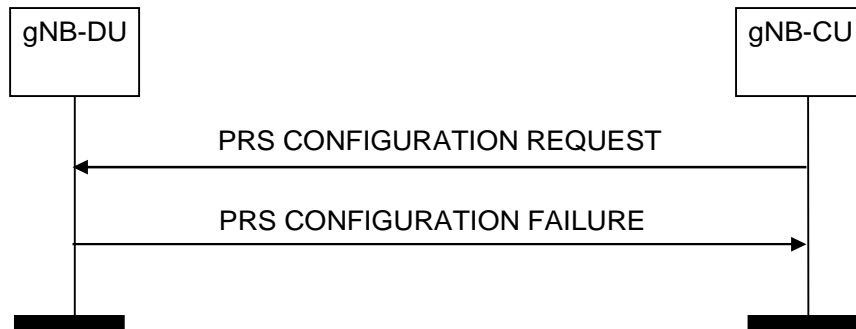 gNB-DU
gNB-CU
PRS CONFIGURATION REQUEST
PRS CONFIGURATION FAILURE